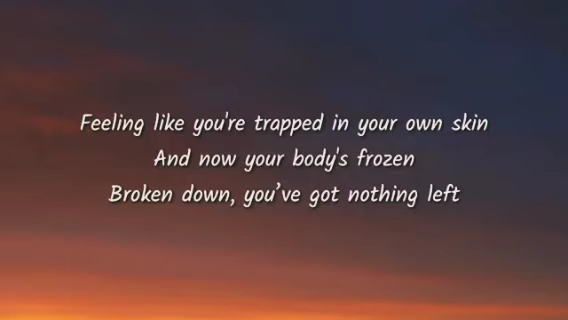 Feeling like you're trapped in your own skin
And now your body's frozen
Broken down, you’ve got nothing left